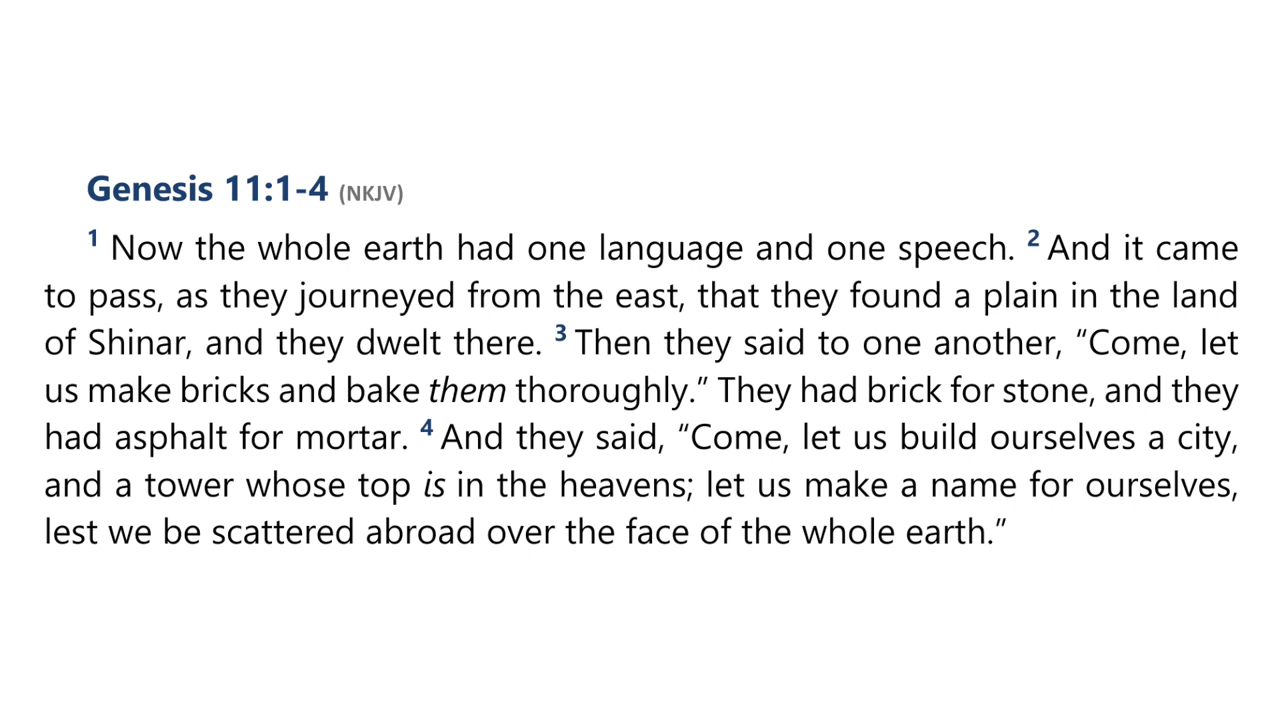 Genesis 11:1-4 (NKJV)
1 Now the whole earth had one language and one speech. 2 And it came
to pass, as they journeyed from the east, that they found a plain in the land
of Shinar, and they dwelt there. 3 Then they said to one another, “Come, let
us make bricks and bake them thoroughly.” They had brick for stone, and they
had asphalt for mortar. 4 And they said, “Come, let us build ourselves a city,
and a tower whose top is in the heavens; let us make a name for ourselves,
lest we be scattered abroad over the face of the whole earth.”